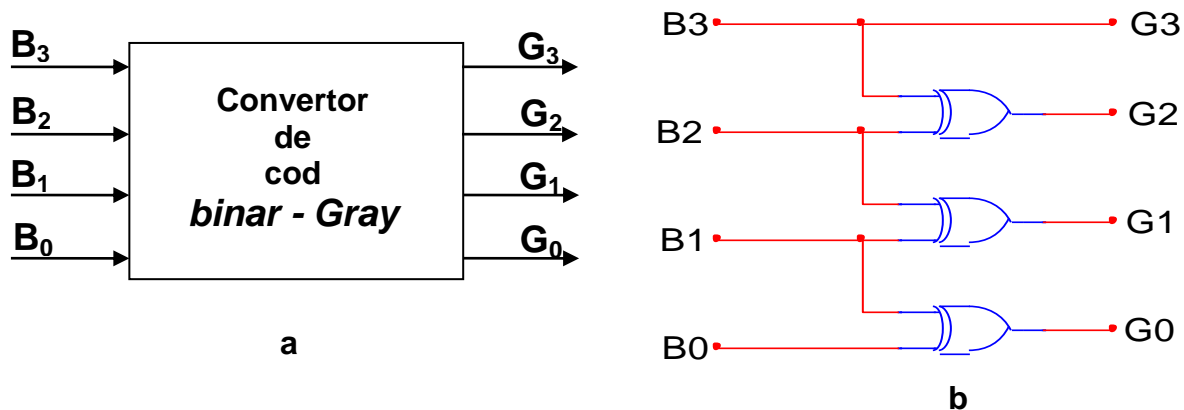 B₃
B₂
B₁
B₀
Convertor
de
cod
binar - Gray
G₃
G₂
G₁
G₀
a
B3
B2
B1
B0
G3
G2
G1
G0
b